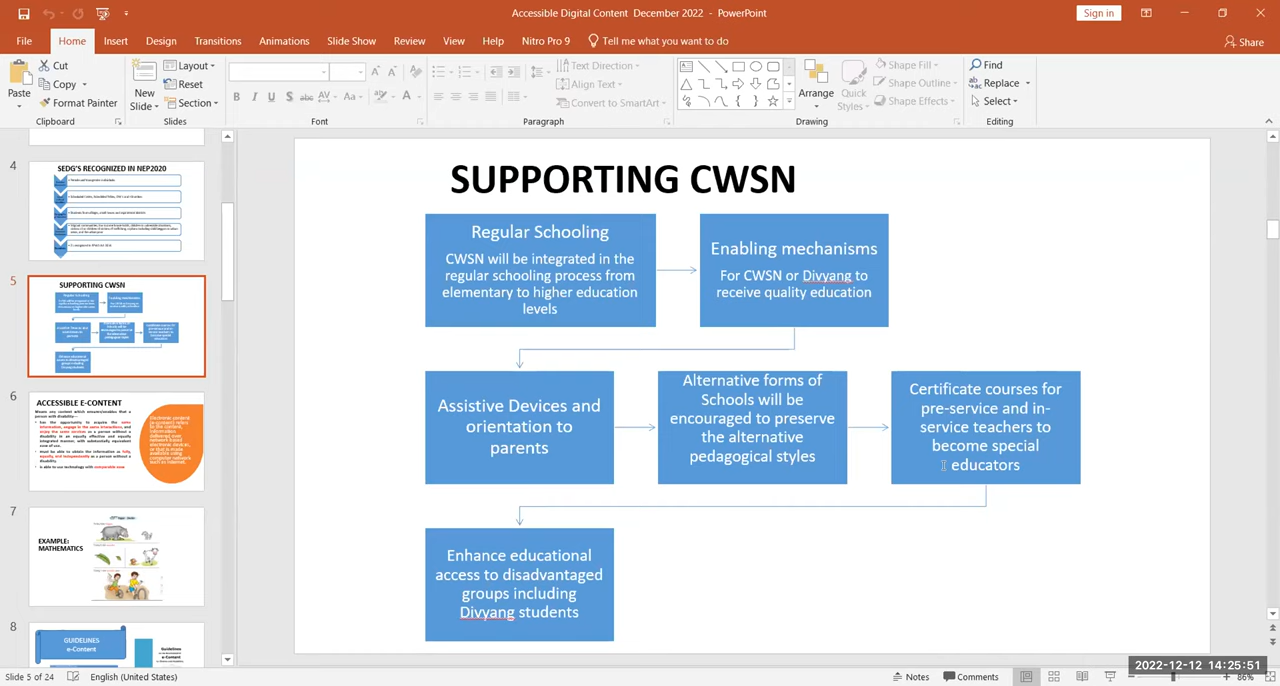 Accessible Digital Content December 2022 - PowerPoint
Sign in
File Home Insert Design Transitions Animations Slide Show Review View Help Nitro Pro 9 Tell me what you want to do
Share
Paste
Cut
Copy
Format Painter
Clipboard
New
Slide
Layout
Reset
Section
Slides
Font
Text Direction
Align Text
Convert to SmartArt
Paragraph
Arrange
Quick
Styles
Shape Fill
Shape Outline
Shape Effects
Drawing
Find
Replace
Select
Editing
4
SEDG'S RECOGNIZED IN NEP2020
5
SUPPORTING CWSN
6
ACCESSIBLE E-CONTENT
7
EXAMPLE:
MATHEMATICS
8
GUIDELINES
e-Content
Guidelines
e-Content
SUPPORTING CWSN
Regular Schooling
CWSN will be integrated in the
regular schooling process from
elementary to higher education
levels
Enabling mechanisms
For CWSN or Divyang to
receive quality education
Assistive Devices and
orientation to
parents
Alternative forms of
Schools will be
encouraged to preserve
the alternative
pedagogical styles
Certificate courses for
pre-service and in-
service teachers to
become special
educators
Enhance educational
access to disadvantaged
groups including
Divyang students
2022-12-12 14:25:51
Slide 5 of 24
English (United States)
Notes
Comments
86%